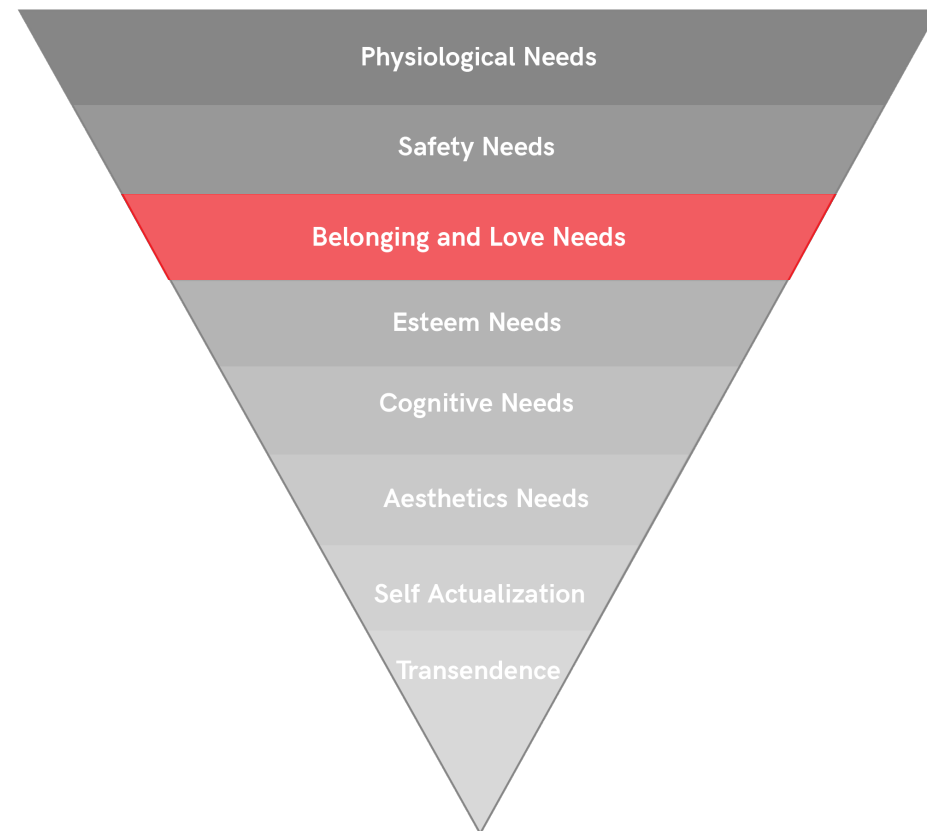 Physiological Needs
Safety Needs
Belonging and Love Needs
Esteem Needs
Cognitive Needs
Aesthetics Needs
Self Actualization
Transendence